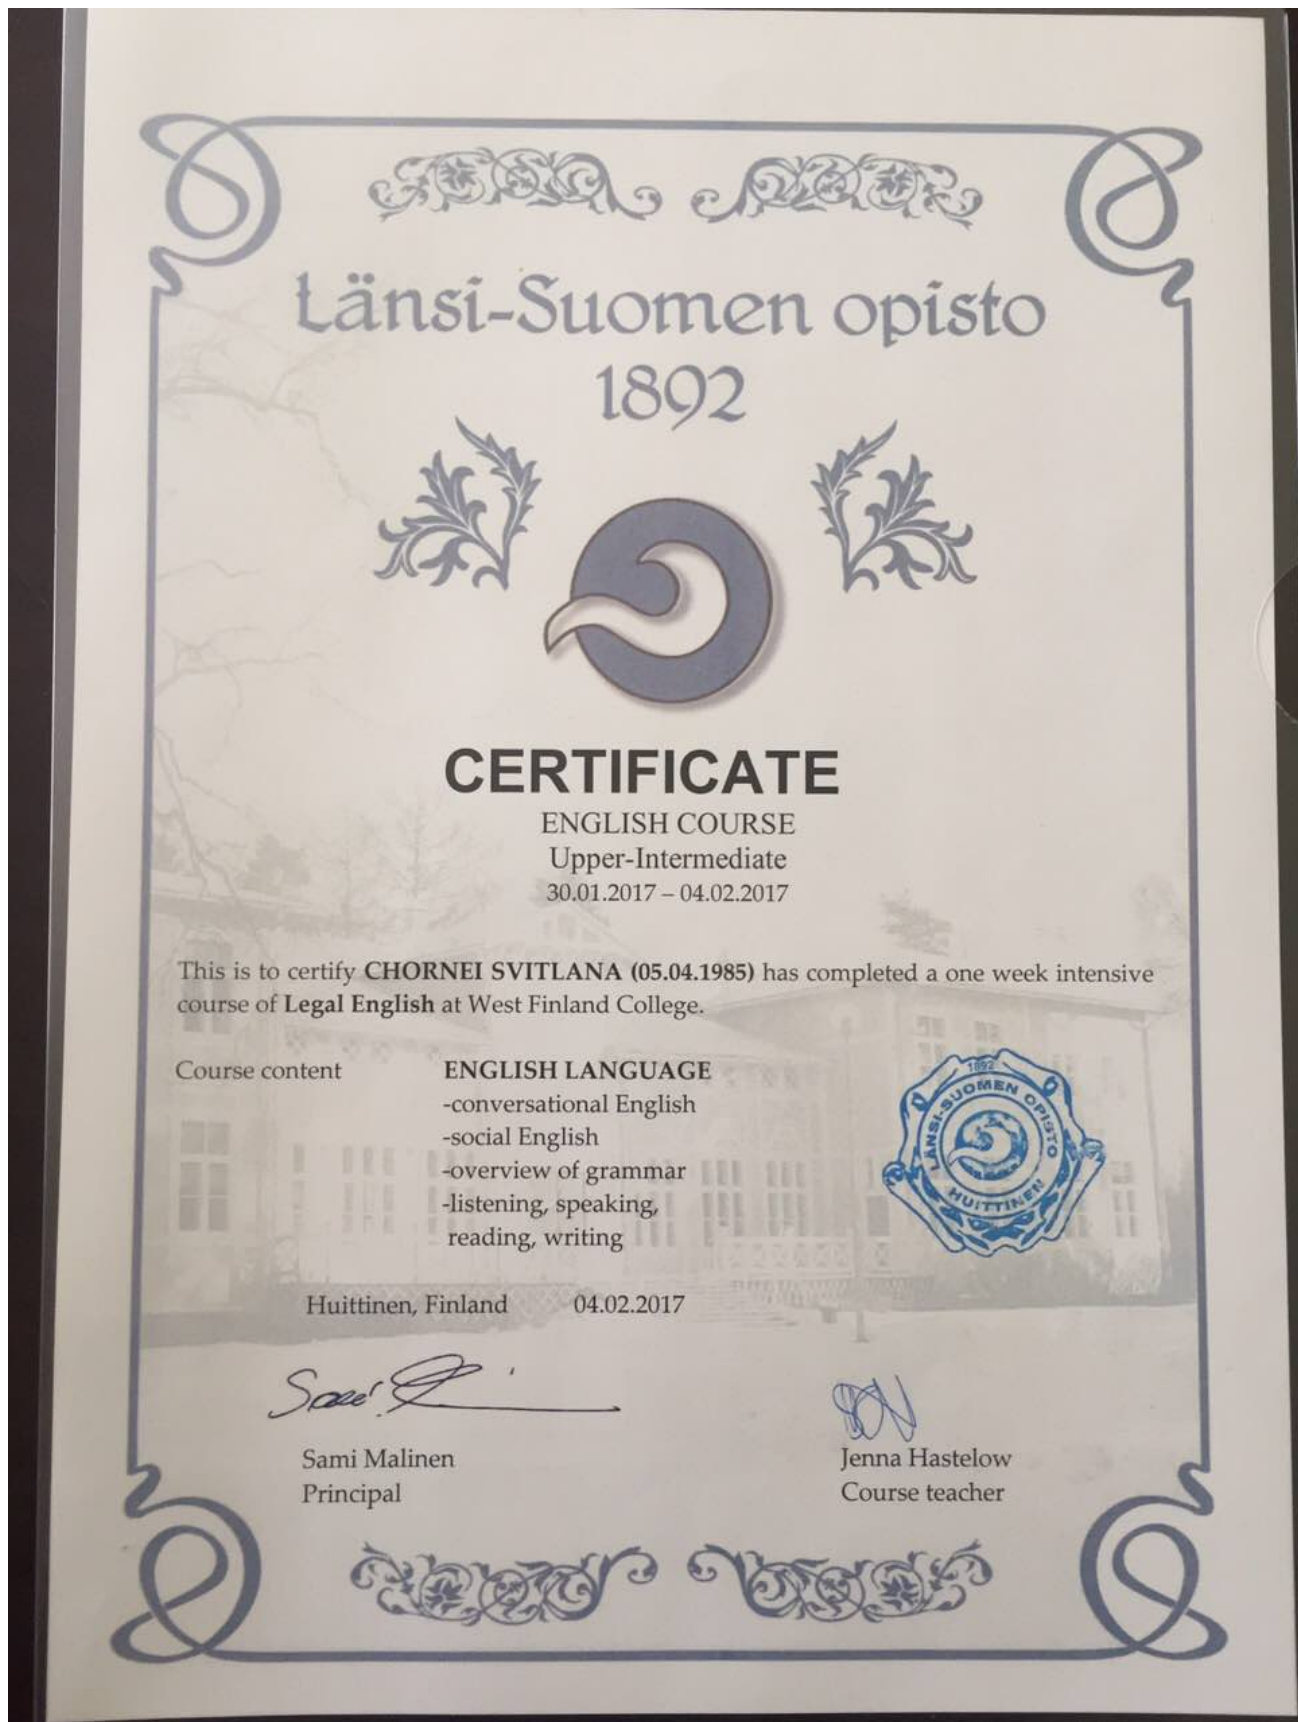 Länsi-Suomen opisto
1892
CERTIFICATE
ENGLISH COURSE
Upper-Intermediate
30.01.2017 – 04.02.2017
This is to certify CHORNEI SVITLANA (05.04.1985) has completed a one week intensive
course of Legal English at West Finland College.
Course content ENGLISH LANGUAGE
-conversational English
-social English
-overview of grammar
-listening, speaking,
reading, writing
1892
LÄNSI-SUOMEN OPISTO
HUITTINEN
Huittinen, Finland 04.02.2017
Sami Malinen
Principal
Jenna Hastelow
Course teacher